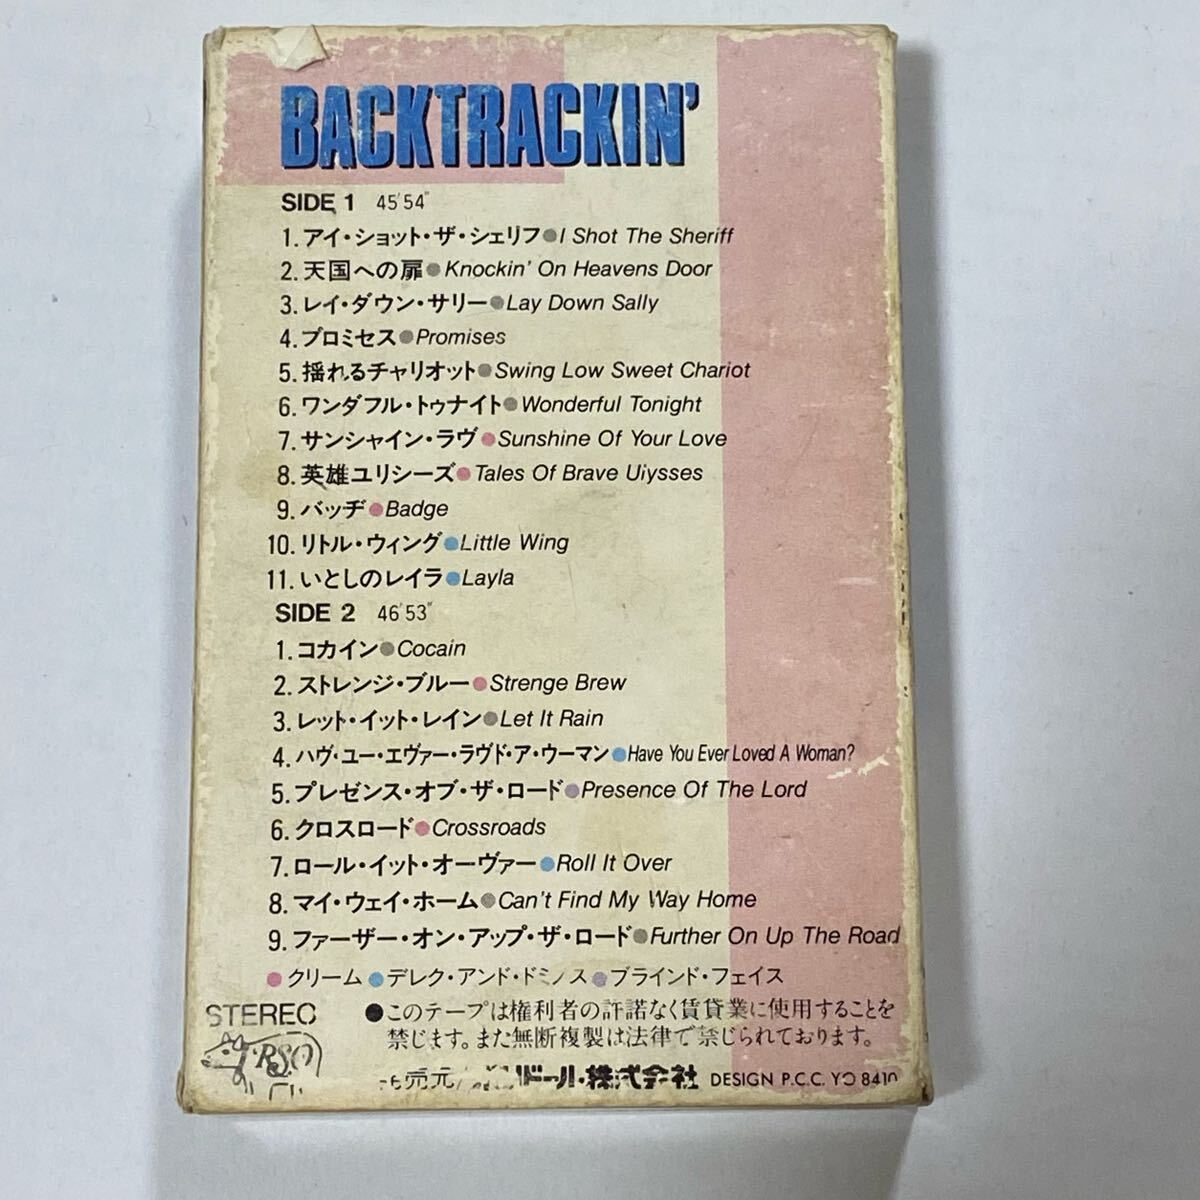 BACKTRACKIN'
SIDE 1 45'54"
1. アイ・ショット・ザ・シェリフ●I Shot The Sheriff
2. 天国への扉●Knockin' On Heavens Door
3. レイ・ダウン・サリー●Lay Down Sally
4. プロミセス●Promises
5. 揺れるチャリオット●Swing Low Sweet Chariot
6. ワンダフル・トゥナイト●Wonderful Tonight
7. サンシャイン・ラヴ●Sunshine Of Your Love
8. 英雄ユリシーズ●Tales Of Brave Ulysses
9. バッヂ●Badge
10. リトル・ウィング●Little Wing
11. いとしのレイラ●Layla
SIDE 2 46'53"
1. コカイン●Cocain
2. ストレンジ・ブルー●Strenge Brew
3. レット・イット・レイン●Let It Rain
4. ハヴ・ユー・エヴァー・ラヴド・ア・ウーマン●Have You Ever Loved A Woman?
5. プレゼンス・オブ・ザ・ロード●Presence Of The Lord
6. クロスロード●Crossroads
7. ロール・イット・オーヴァー●Roll It Over
8. マイ・ウェイ・ホーム●Can't Find My Way Home
9. ファーザー・オン・アップ・ザ・ロード●Further On Up The Road
●クリーム●デレク・アンド・ドミノス●ブラインド・フェイス
STEREO
●このテープは権利者の許諾なく賃貸業に使用することを
禁じます。また無断複製は法律で禁じられております。
RSO
売元 ドール・株式会社 DESIGN P.C.C. YO 8410